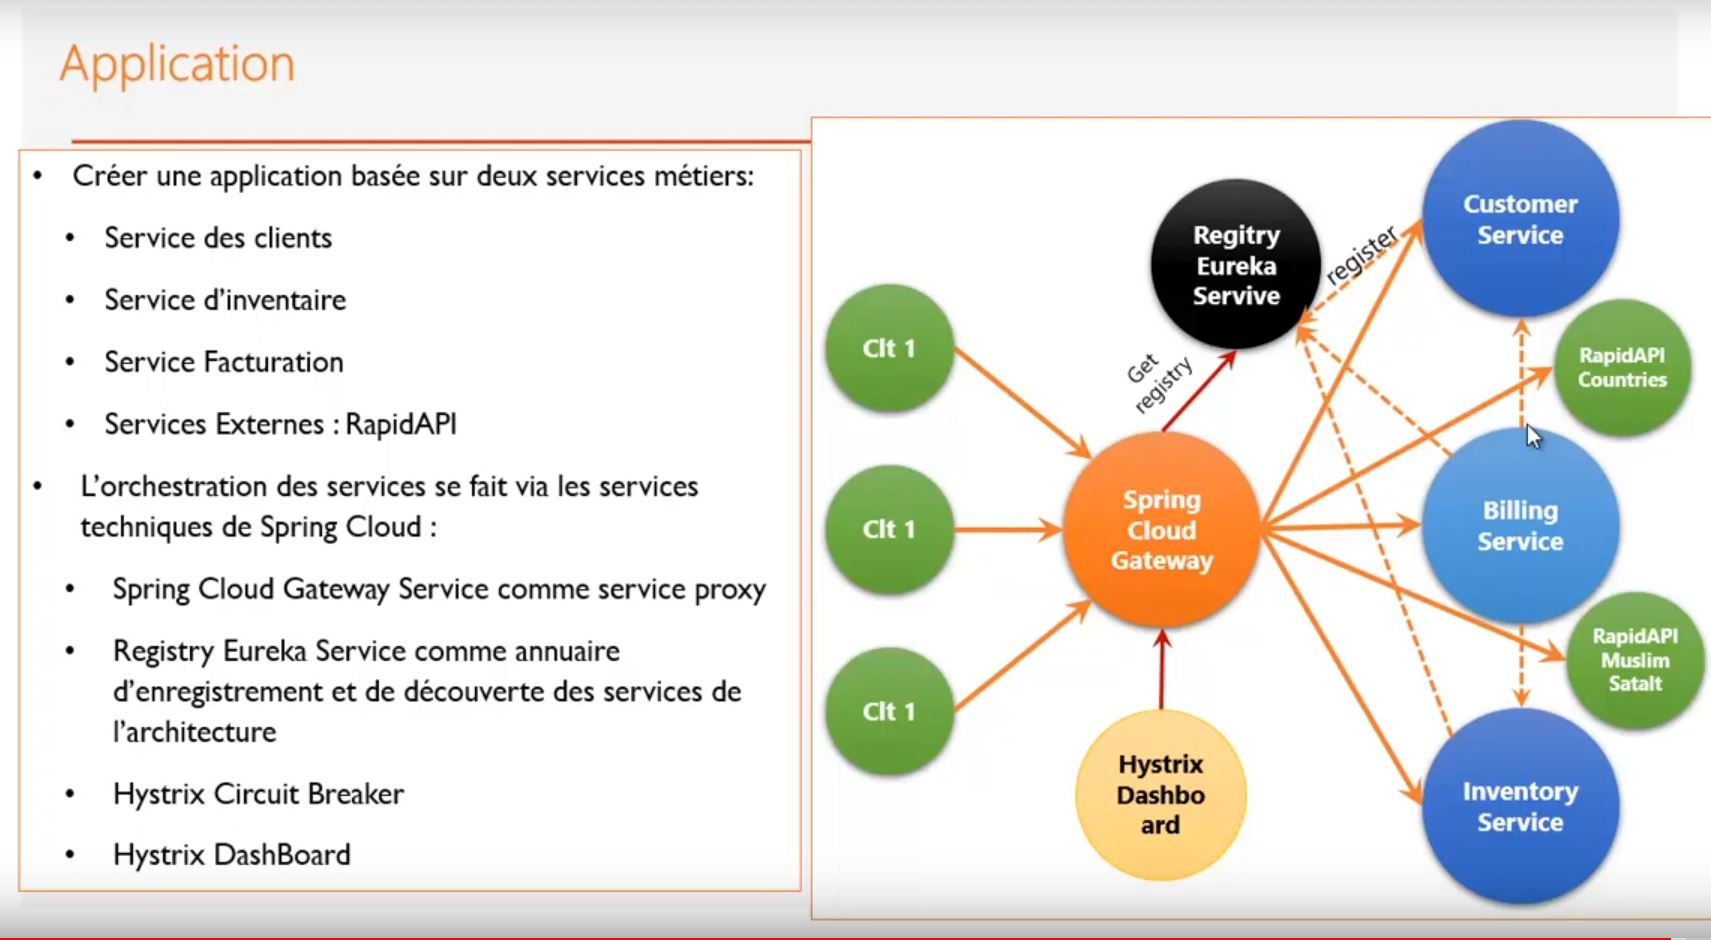 Application
• Créer une application basée sur deux services métiers:
• Service des clients
• Service d'inventaire
• Service Facturation
• Services Externes : RapidAPI
• L'orchestration des services se fait via les services
techniques de Spring Cloud :
• Spring Cloud Gateway Service comme service proxy
• Registry Eureka Service comme annuaire
d'enregistrement et de découverte des services de
l'architecture
• Hystrix Circuit Breaker
• Hystrix DashBoard
Clt 1
Clt 1
Clt 1
Regitry
Eureka
Servive
Get
registry
register
Spring
Cloud
Gateway
Hystrix
Dashbo
ard
Customer
Service
RapidAPI
Countries
Billing
Service
RapidAPI
Muslim
Satalt
Inventory
Service